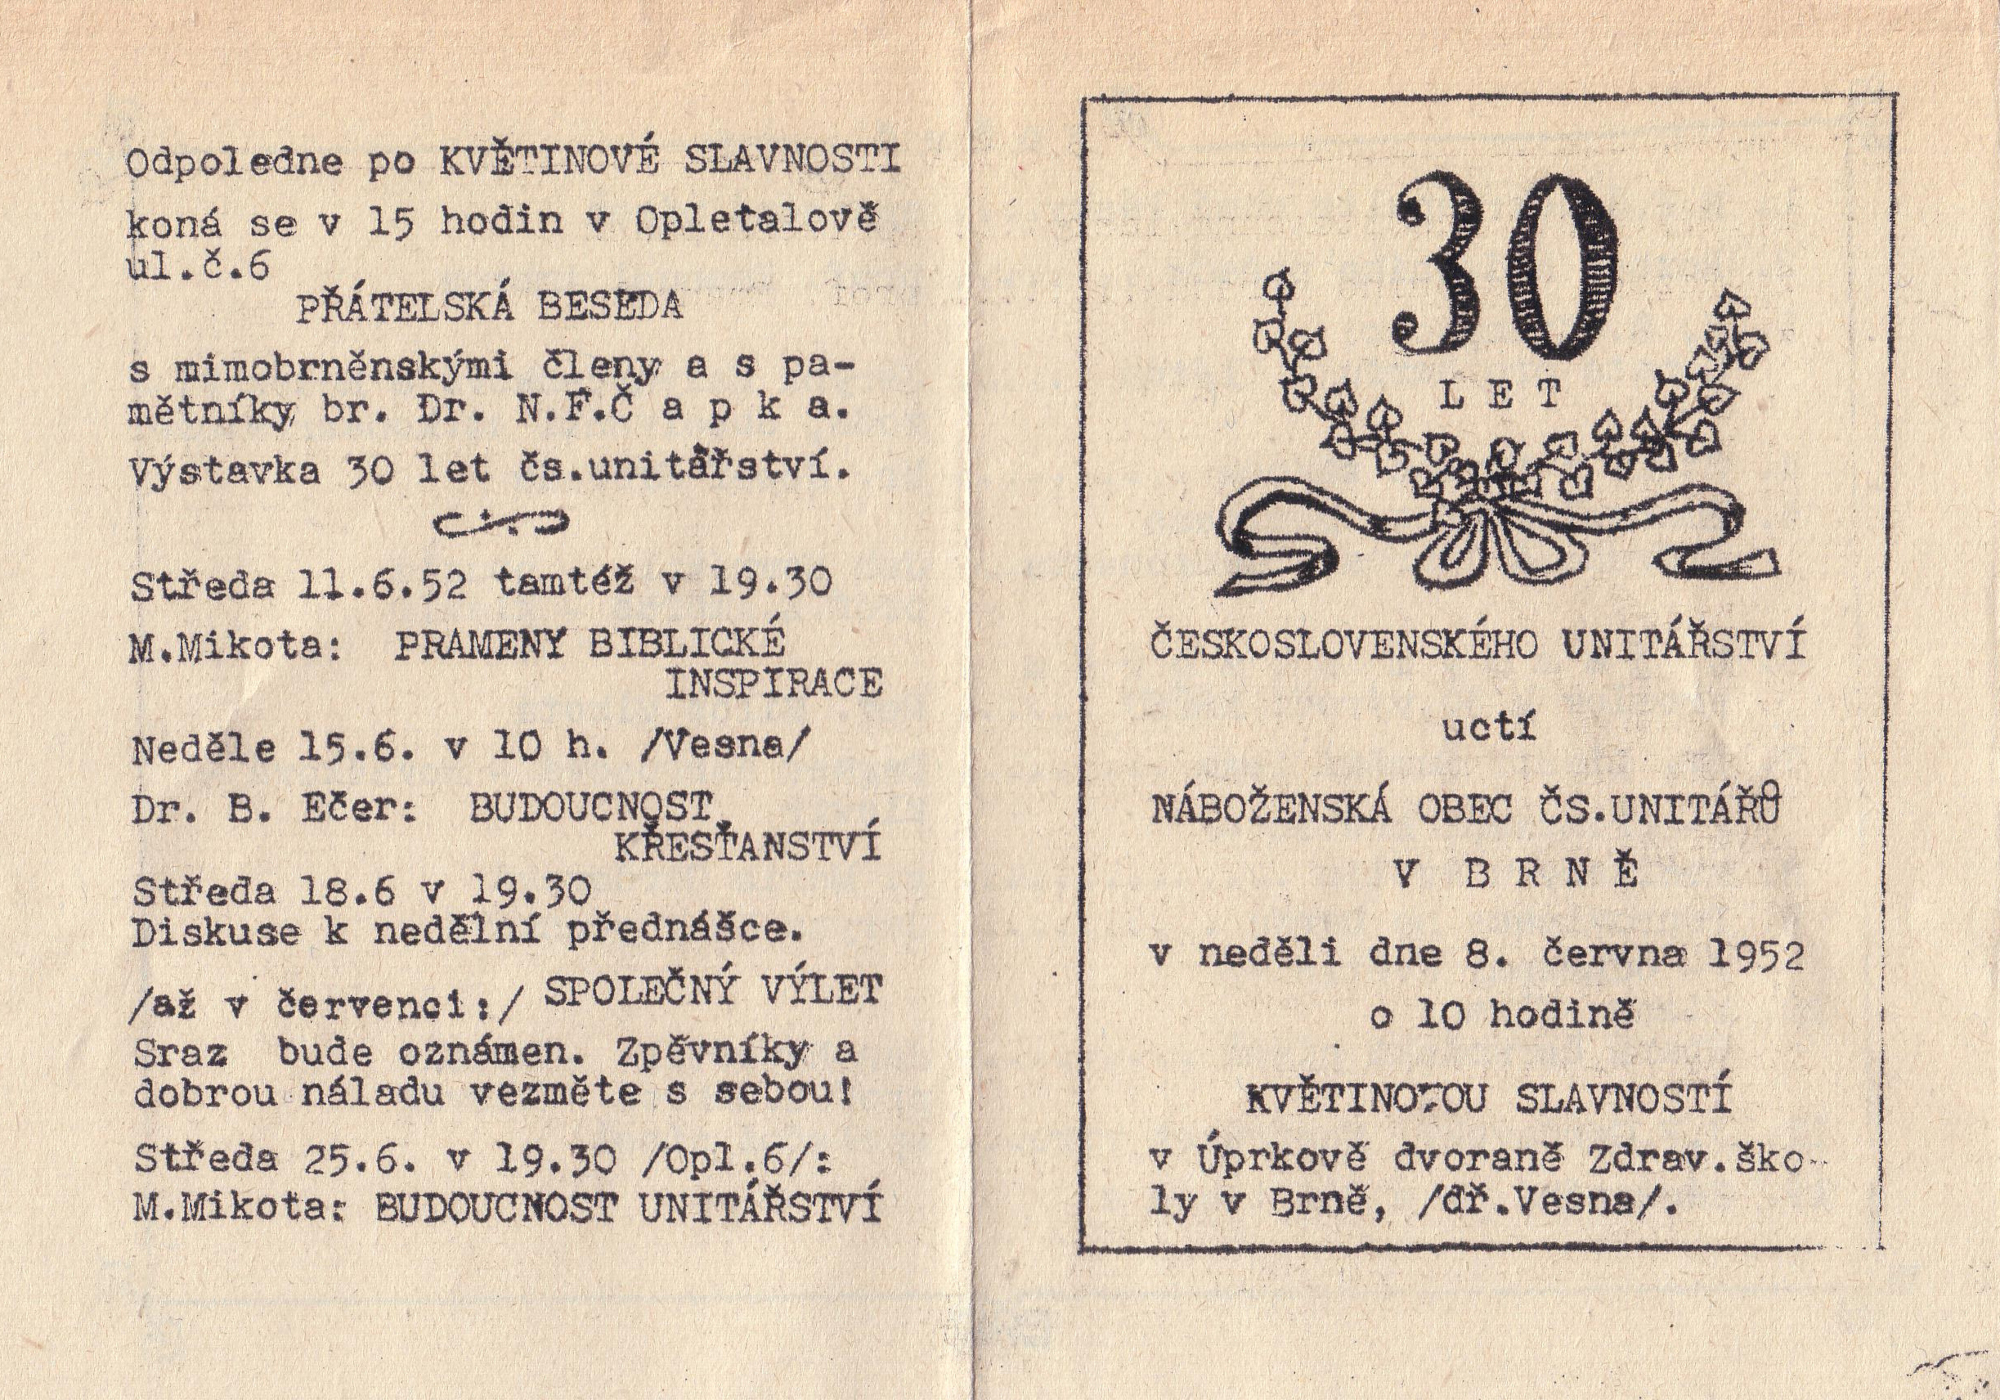 Odpoledne po KVĚTINOVÉ SLAVNOSTI
koná se v 15 hodin v Opletalově
ul.č.6
PŘÁTELSKÁ BESEDA
s mimobrněnskými členy a s pa-
mětníky br. Dr. N.F.Č a p k a.
Výstavka 30 let čs.unitářství.
Středa 11.6.52 tamtéž v 19.30
M.Mikota: PRAMENY BIBLICKÉ
INSPIRACE
Neděle 15.6. v 10 h. /Vesna/
Dr. B. Ečer: BUDOUCNOST
KŘESŤANSTVÍ
Středa 18.6 v 19.30
Diskuse k nedělní přednášce.
/až v červenci:/ SPOLEČNÝ VÝLET
Sraz bude oznámen. Zpěvníky a
dobrou náladu vezměte s sebou!
Středa 25.6. v 19.30 /Opl.6/:
M.Mikota: BUDOUCNOST UNITÁŘSTVÍ
30
L E T
ČESKOSLOVENSKÉHO UNITÁŘSTVÍ
uctí
NÁBOŽENSKÁ OBEC ČS.UNITÁŘŮ
V B R N Ě
v neděli dne 8. června 1952
o 10 hodině
KVĚTINOVOU SLAVNOSTÍ
v Úprkově dvoraně Zdrav.ško-
ly v Brně, /dř.Vesna/.